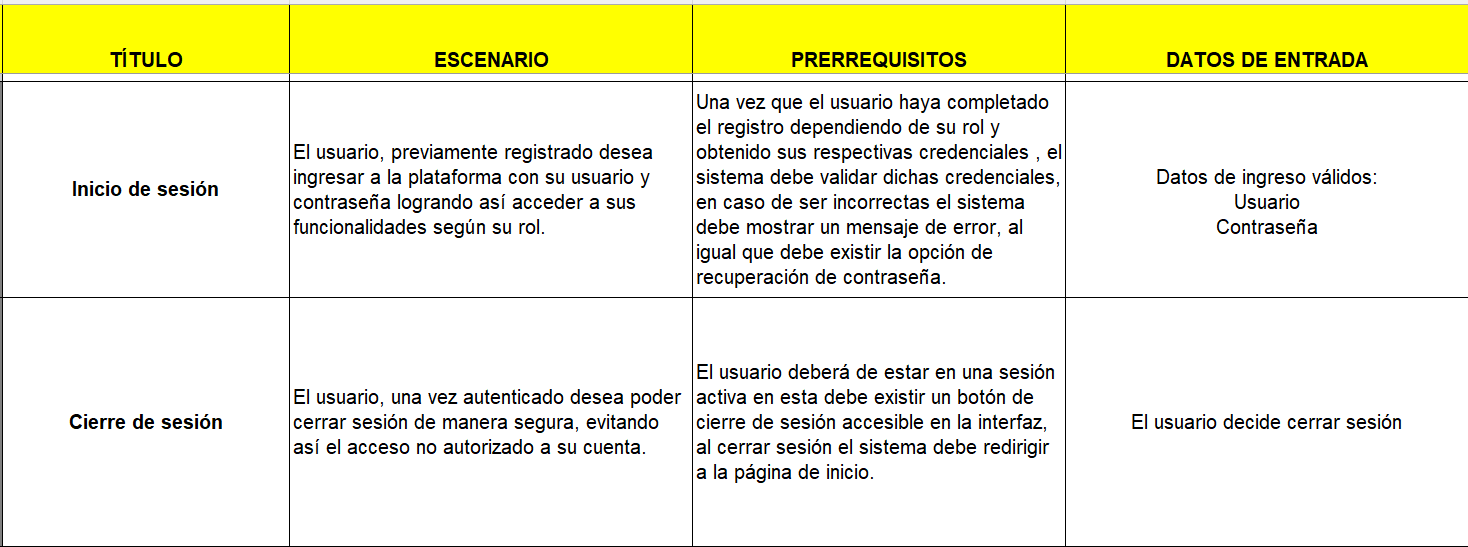 TÍTULO
ESCENARIO
PRERREQUISITOS
DATOS DE ENTRADA
Inicio de sesión
El usuario, previamente registrado desea
ingresar a la plataforma con su usuario y
contraseña logrando así acceder a sus
funcionalidades según su rol.
Una vez que el usuario haya completado
el registro dependiendo de su rol y
obtenido sus respectivas credenciales , el
sistema debe validar dichas credenciales,
en caso de ser incorrectas el sistema
debe mostrar un mensaje de error, al
igual que debe existir la opción de
recuperación de contraseña.
Datos de ingreso válidos:
Usuario
Contraseña
Cierre de sesión
El usuario, una vez autenticado desea poder
cerrar sesión de manera segura, evitando
así el acceso no autorizado a su cuenta.
El usuario deberá de estar en una sesión
activa en esta debe existir un botón de
cierre de sesión accesible en la interfaz,
al cerrar sesión el sistema debe redirigir
a la página de inicio.
El usuario decide cerrar sesión